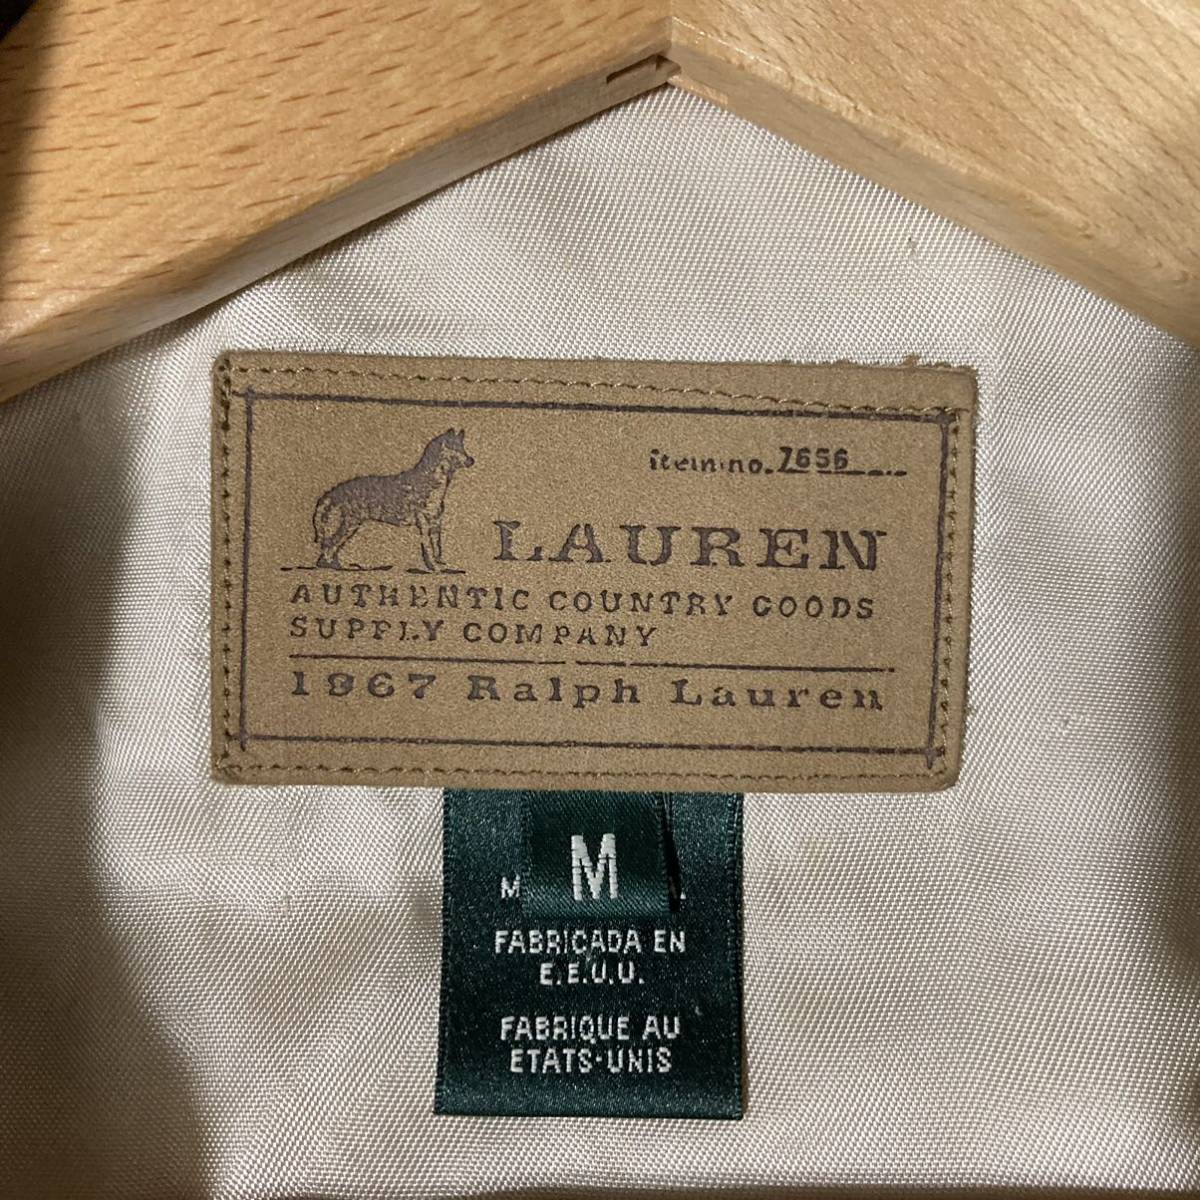 item no. 7656
LAUREN
AUTHENTIC COUNTRY GOODS
SUPPLY COMPANY
1967 Ralph Lauren
M
M
FABRICADA EN
E.E.U.U.
FABRIQUE AU
ETATS-UNIS